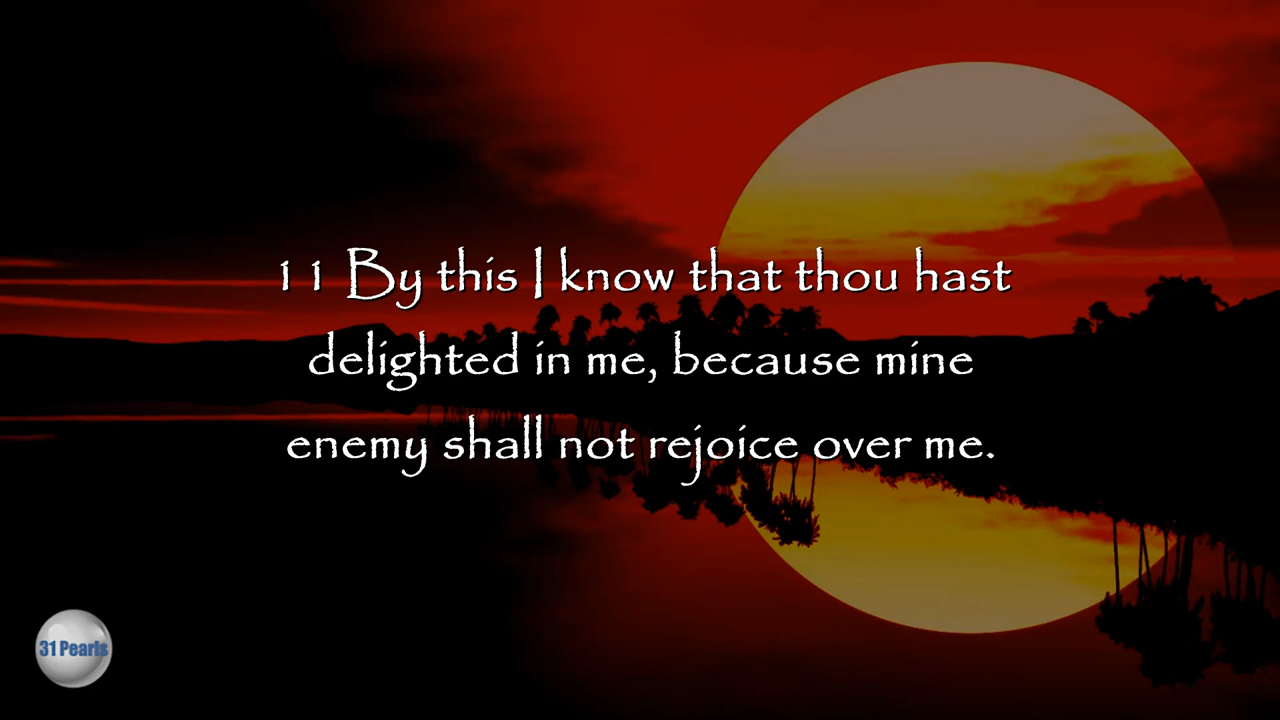 11 By this I know that thou hast
delighted in me, because mine
enemy shall not rejoice over me.
31 Pearls